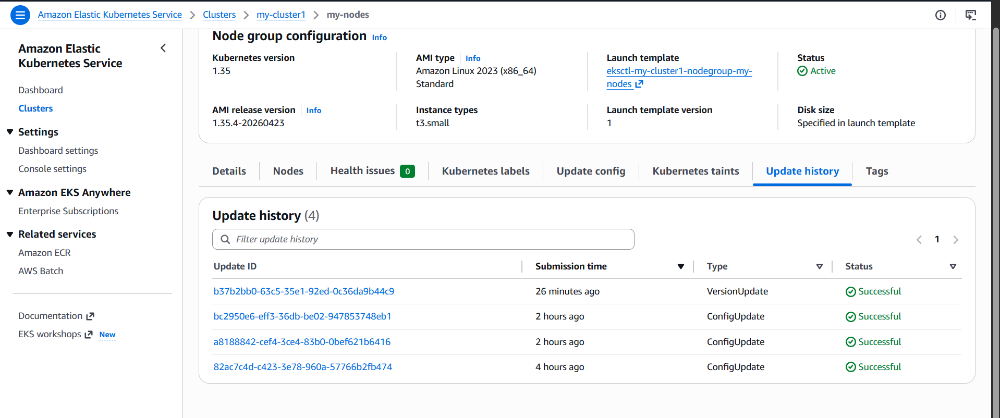 Amazon Elastic Kubernetes Service > Clusters > my-cluster1 > my-nodes
Amazon Elastic
Kubernetes Service
Dashboard
Clusters
Settings
Dashboard settings
Console settings
Amazon EKS Anywhere
Enterprise Subscriptions
Related services
Amazon ECR
AWS Batch
Documentation
EKS workshops New
Node group configuration Info
Kubernetes version
1.35
AMI type Info
Amazon Linux 2023 (x86_64)
Standard
Launch template
eksctl-my-cluster1-nodegroup-my-
nodes
Status
Active
AMI release version Info
1.35.4-20260423
Instance types
t3.small
Launch template version
1
Disk size
Specified in launch template
Details Nodes Health issues 0 Kubernetes labels Update config Kubernetes taints Update history Tags
Update history (4)
Filter update history
1
Update ID Submission time Type Status
b37b2bb0-63c5-35e1-92ed-0c36da9b44c9 26 minutes ago VersionUpdate Successful
bc2950e6-eff3-36db-be02-947853748eb1 2 hours ago ConfigUpdate Successful
a8188842-cef4-3ce4-83b0-0bef621b6416 2 hours ago ConfigUpdate Successful
82ac7c4d-c423-3e78-960a-57766b2fb474 4 hours ago ConfigUpdate Successful